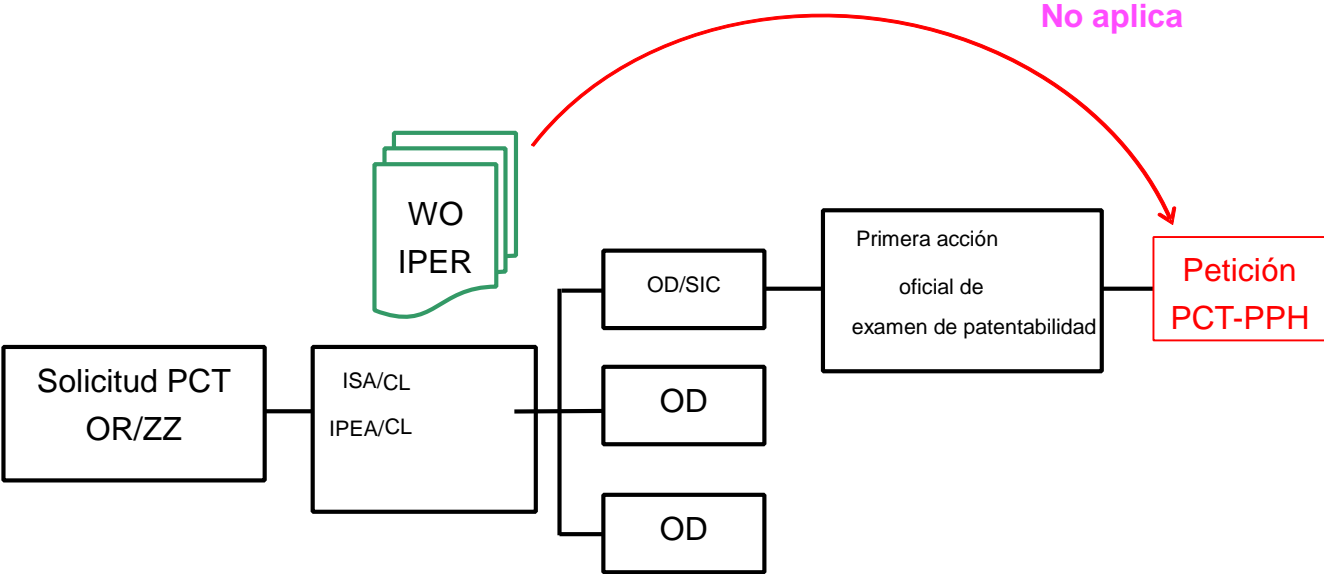 No aplica
WO
IPER
Solicitud PCT
OR/ZZ
ISA/CL
IPEA/CL
OD/SIC
OD
OD
Primera acción
oficial de
examen de patentabilidad
Petición
PCT-PPH